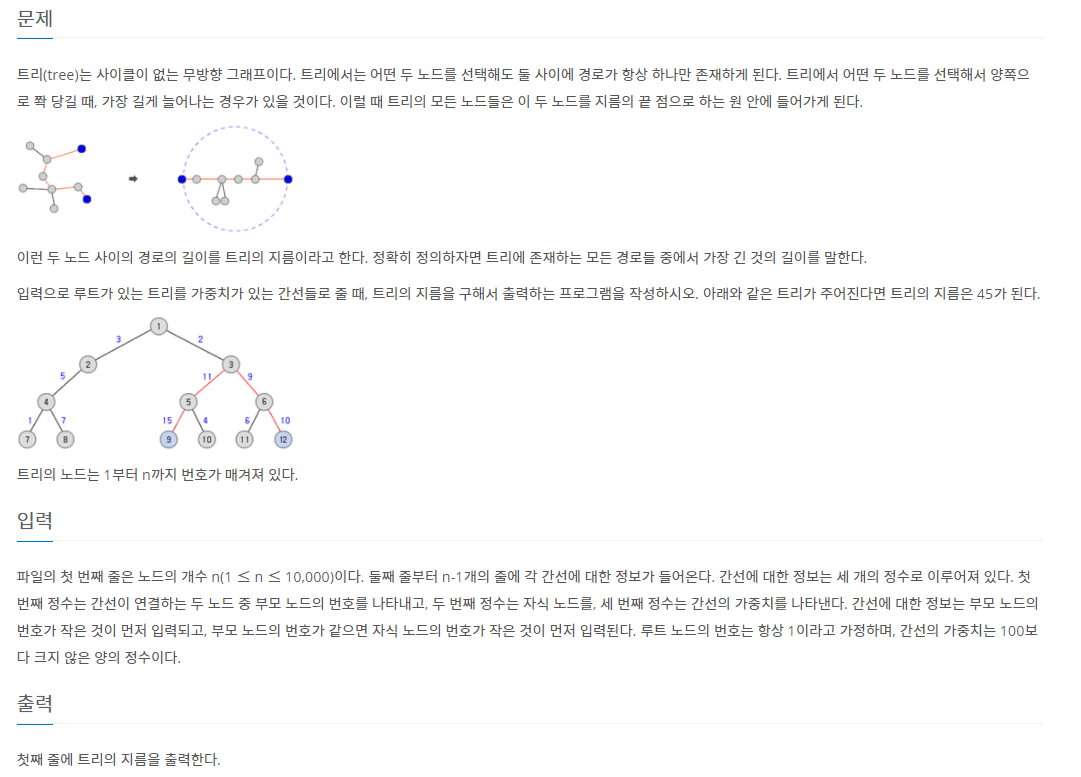 문제
트리(tree)는 사이클이 없는 무방향 그래프이다. 트리에서는 어떤 두 노드를 선택해도 둘 사이에 경로가 항상 하나만 존재하게 된다. 트리에서 어떤 두 노드를 선택해서 양쪽으
로 쫙 당길 때, 가장 길게 늘어나는 경우가 있을 것이다. 이럴 때 트리의 모든 노드들은 이 두 노드를 지름의 끝 점으로 하는 원 안에 들어가게 된다.
이런 두 노드 사이의 경로의 길이를 트리의 지름이라고 한다. 정확히 정의하자면 트리에 존재하는 모든 경로들 중에서 가장 긴 것의 길이를 말한다.
입력으로 루트가 있는 트리를 가중치가 있는 간선들로 줄 때, 트리의 지름을 구해서 출력하는 프로그램을 작성하시오. 아래와 같은 트리가 주어진다면 트리의 지름은 45가 된다.
1
3 2
2 3
5 11 9
4 5 6
1 7 15 4 6 10
7 8 9 10 11 12
트리의 노드는 1부터 n까지 번호가 매겨져 있다.
입력
파일의 첫 번째 줄은 노드의 개수 n(1 ≤ n ≤ 10,000)이다. 둘째 줄부터 n-1개의 줄에 각 간선에 대한 정보가 들어온다. 간선에 대한 정보는 세 개의 정수로 이루어져 있다. 첫
번째 정수는 간선이 연결하는 두 노드 중 부모 노드의 번호를 나타내고, 두 번째 정수는 자식 노드를, 세 번째 정수는 간선의 가중치를 나타낸다. 간선에 대한 정보는 부모 노드의
번호가 작은 것이 먼저 입력되고, 부모 노드의 번호가 같으면 자식 노드의 번호가 작은 것이 먼저 입력된다. 루트 노드의 번호는 항상 1이라고 가정하며, 간선의 가중치는 100보
다 크지 않은 양의 정수이다.
출력
첫째 줄에 트리의 지름을 출력한다.